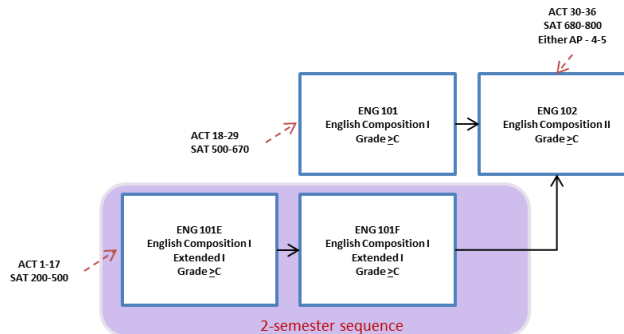 ACT 30-36
SAT 680-800
Either AP - 4-5
ENG 101
English Composition I
Grade >C
ENG 102
English Composition II
Grade >C
ACT 18-29
SAT 500-670
ENG 101E
English Composition I
Extended I
Grade >C
ENG 101F
English Composition I
Extended I
Grade >C
ACT 1-17
SAT 200-500
2-semester sequence